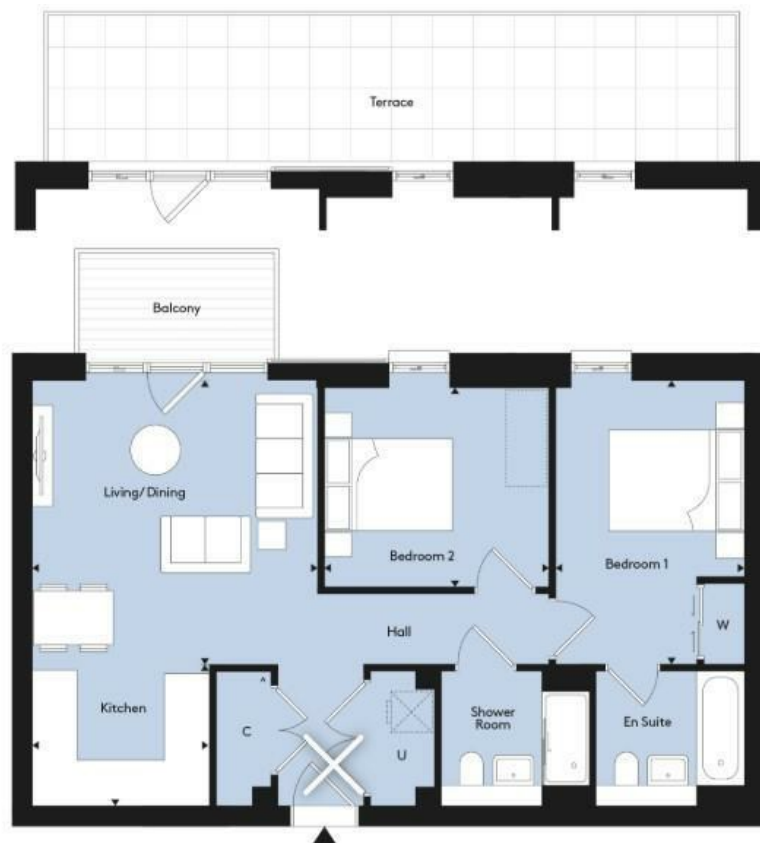 Terrace
Balcony
Living/Dining
Bedroom 2
Bedroom 1
Hall
W
Kitchen
C
U
Shower
Room
En Suite